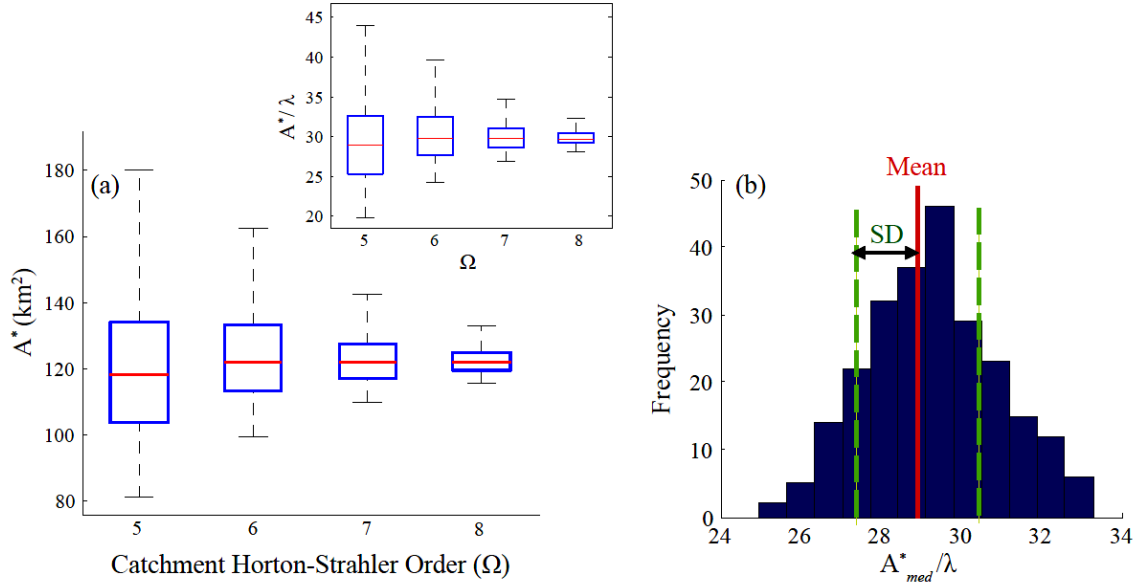 45
40
35
30
25
20
A*/ λ
5 6 7 8
Ω
(a)
180
160
140
120
100
80
A* (km²)
5 6 7 8
Catchment Horton-Strahler Order (Ω)
(b)
Mean
SD
50
40
30
20
10
0
Frequency
24 26 28 30 32 34
A*med/λ